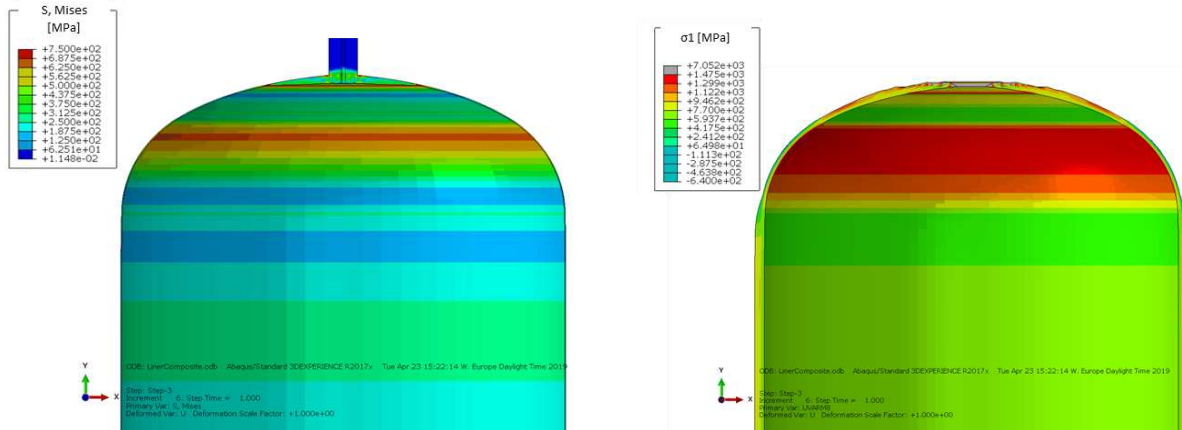 S, Mises
[MPa]
+7.500e+02
+6.875e+02
+6.250e+02
+5.625e+02
+5.000e+02
+4.375e+02
+3.750e+02
+3.125e+02
+2.500e+02
+1.875e+02
+1.250e+02
+6.251e+01
+1.148e-02
Y
X
ODB: LinerComposite.odb Abaqus/Standard 3DEXPERIENCE R2017x Tue Apr 23 15:22:14 W. Europe Daylight Time 2019
Step: Step-3
Increment 6: Step Time = 1.000
Primary Var: S, Mises
Deformed Var: U Deformation Scale Factor: +1.000e+00
σ1 [MPa]
+7.052e+03
+1.475e+03
+1.299e+03
+1.122e+03
+9.462e+02
+7.700e+02
+5.937e+02
+4.175e+02
+2.412e+02
+6.498e+01
-1.113e+02
-2.875e+02
-4.638e+02
-6.400e+02
Y
X
ODB: LinerComposite.odb Abaqus/Standard 3DEXPERIENCE R2017x Tue Apr 23 15:22:14 W. Europe Daylight Time 2019
Step: Step-3
Increment 6: Step Time = 1.000
Primary Var: UVARM8
Deformed Var: U Deformation Scale Factor: +1.000e+00